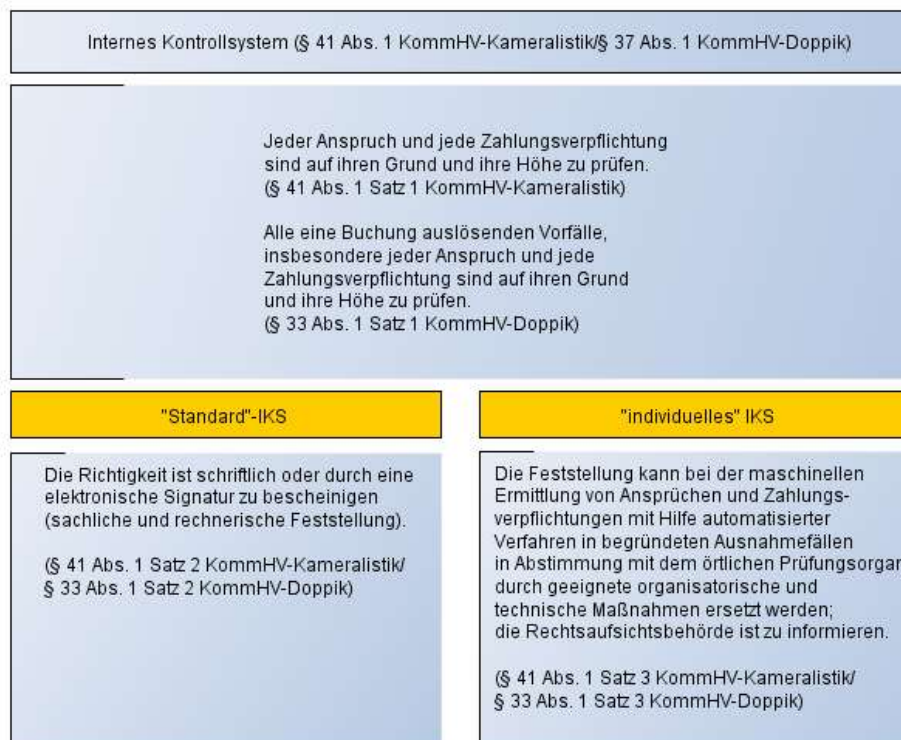 Internes Kontrollsystem (§ 41 Abs. 1 KommHV-Kameralistik/§ 37 Abs. 1 KommHV-Doppik)
Jeder Anspruch und jede Zahlungsverpflichtung
sind auf ihren Grund und ihre Höhe zu prüfen.
(§ 41 Abs. 1 Satz 1 KommHV-Kameralistik)
Alle eine Buchung auslösenden Vorfälle,
insbesondere jeder Anspruch und jede
Zahlungsverpflichtung sind auf ihren Grund
und ihre Höhe zu prüfen.
(§ 33 Abs. 1 Satz 1 KommHV-Doppik)
"Standard"-IKS
Die Richtigkeit ist schriftlich oder durch eine
elektronische Signatur zu bescheinigen
(sachliche und rechnerische Feststellung).
(§ 41 Abs. 1 Satz 2 KommHV-Kameralistik/
§ 33 Abs. 1 Satz 2 KommHV-Doppik)
"individuelles" IKS
Die Feststellung kann bei der maschinellen
Ermittlung von Ansprüchen und Zahlungs-
verpflichtungen mit Hilfe automatisierter
Verfahren in begründeten Ausnahmefällen
in Abstimmung mit dem örtlichen Prüfungsorgan
durch geeignete organisatorische und
technische Maßnahmen ersetzt werden;
die Rechtsaufsichtsbehörde ist zu informieren.
(§ 41 Abs. 1 Satz 3 KommHV-Kameralistik/
§ 33 Abs. 1 Satz 3 KommHV-Doppik)